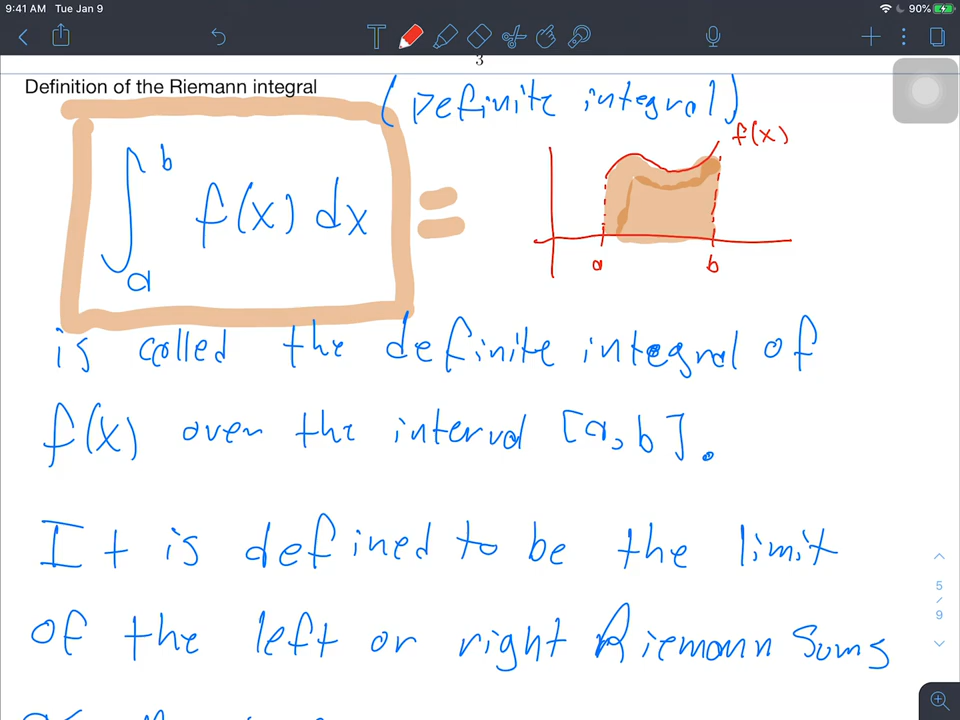 9:41 AM Tue Jan 9
90%
3
Definition of the Riemann integral
(Definite integral)
f(x)
∫_a^b f(x) dx =
a b
is called the definite integral of
f(x) over the interval [a, b].
It is defined to be the limit
of the left or right Riemann Sums
5
/
9